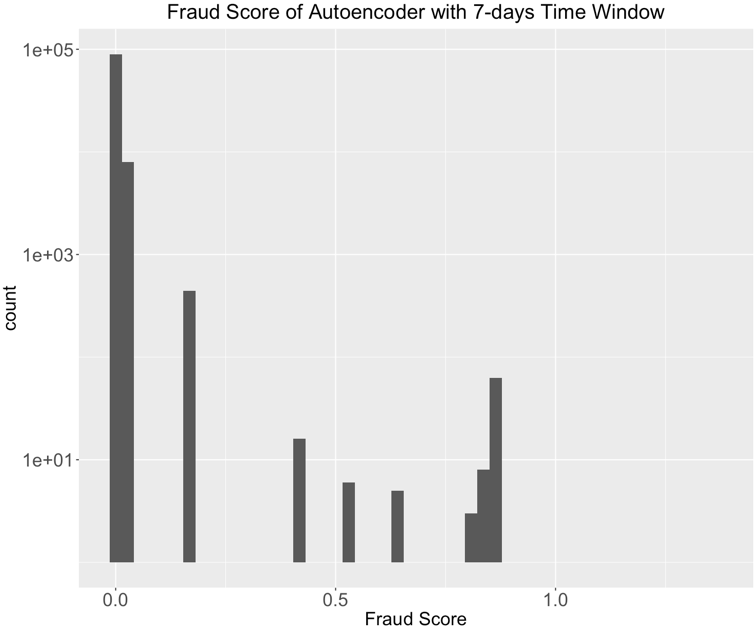 Fraud Score of Autoencoder with 7-days Time Window
1e+05
1e+03
1e+01
count
0.0 0.5 1.0
Fraud Score